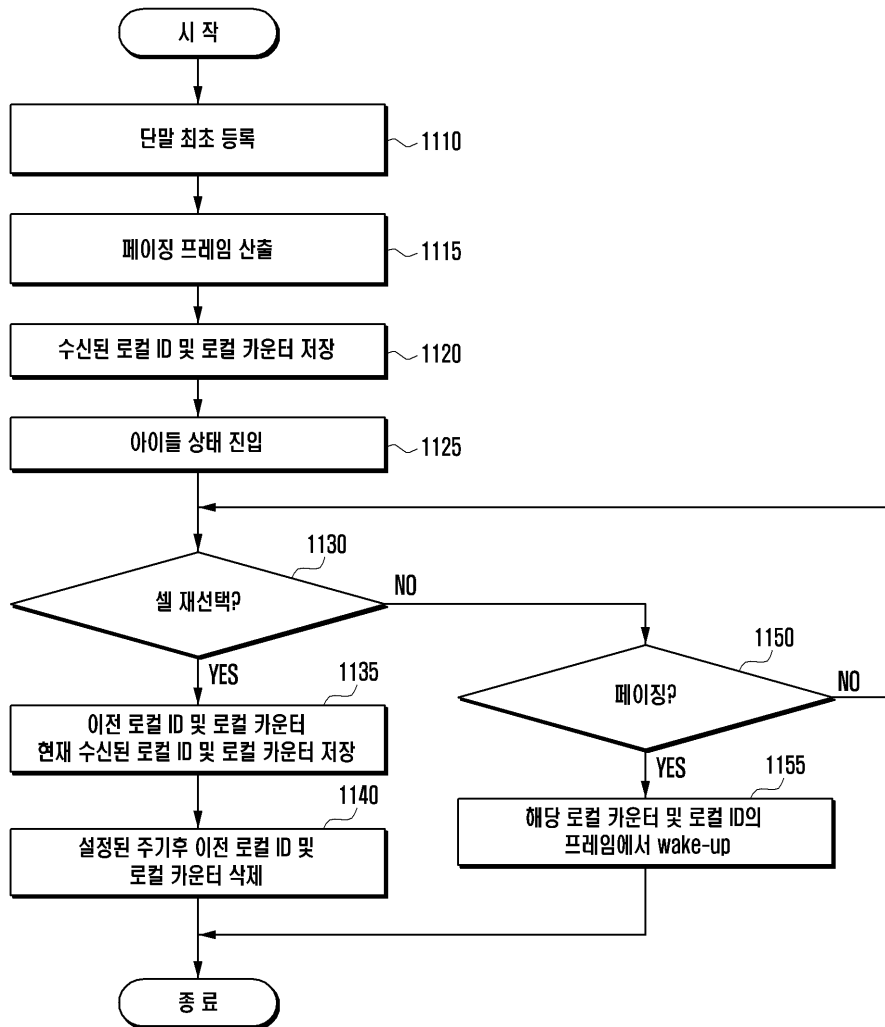 시 작
단말 최초 등록
1110
페이징 프레임 산출
1115
수신된 로컬 ID 및 로컬 카운터 저장
1120
아이들 상태 진입
1125
1130
셀 재선택?
NO
YES
1135
이전 로컬 ID 및 로컬 카운터
현재 수신된 로컬 ID 및 로컬 카운터 저장
1140
설정된 주기후 이전 로컬 ID 및
로컬 카운터 삭제
1150
페이징?
NO
YES
1155
해당 로컬 카운터 및 로컬 ID의
프레임에서 wake-up
종 료